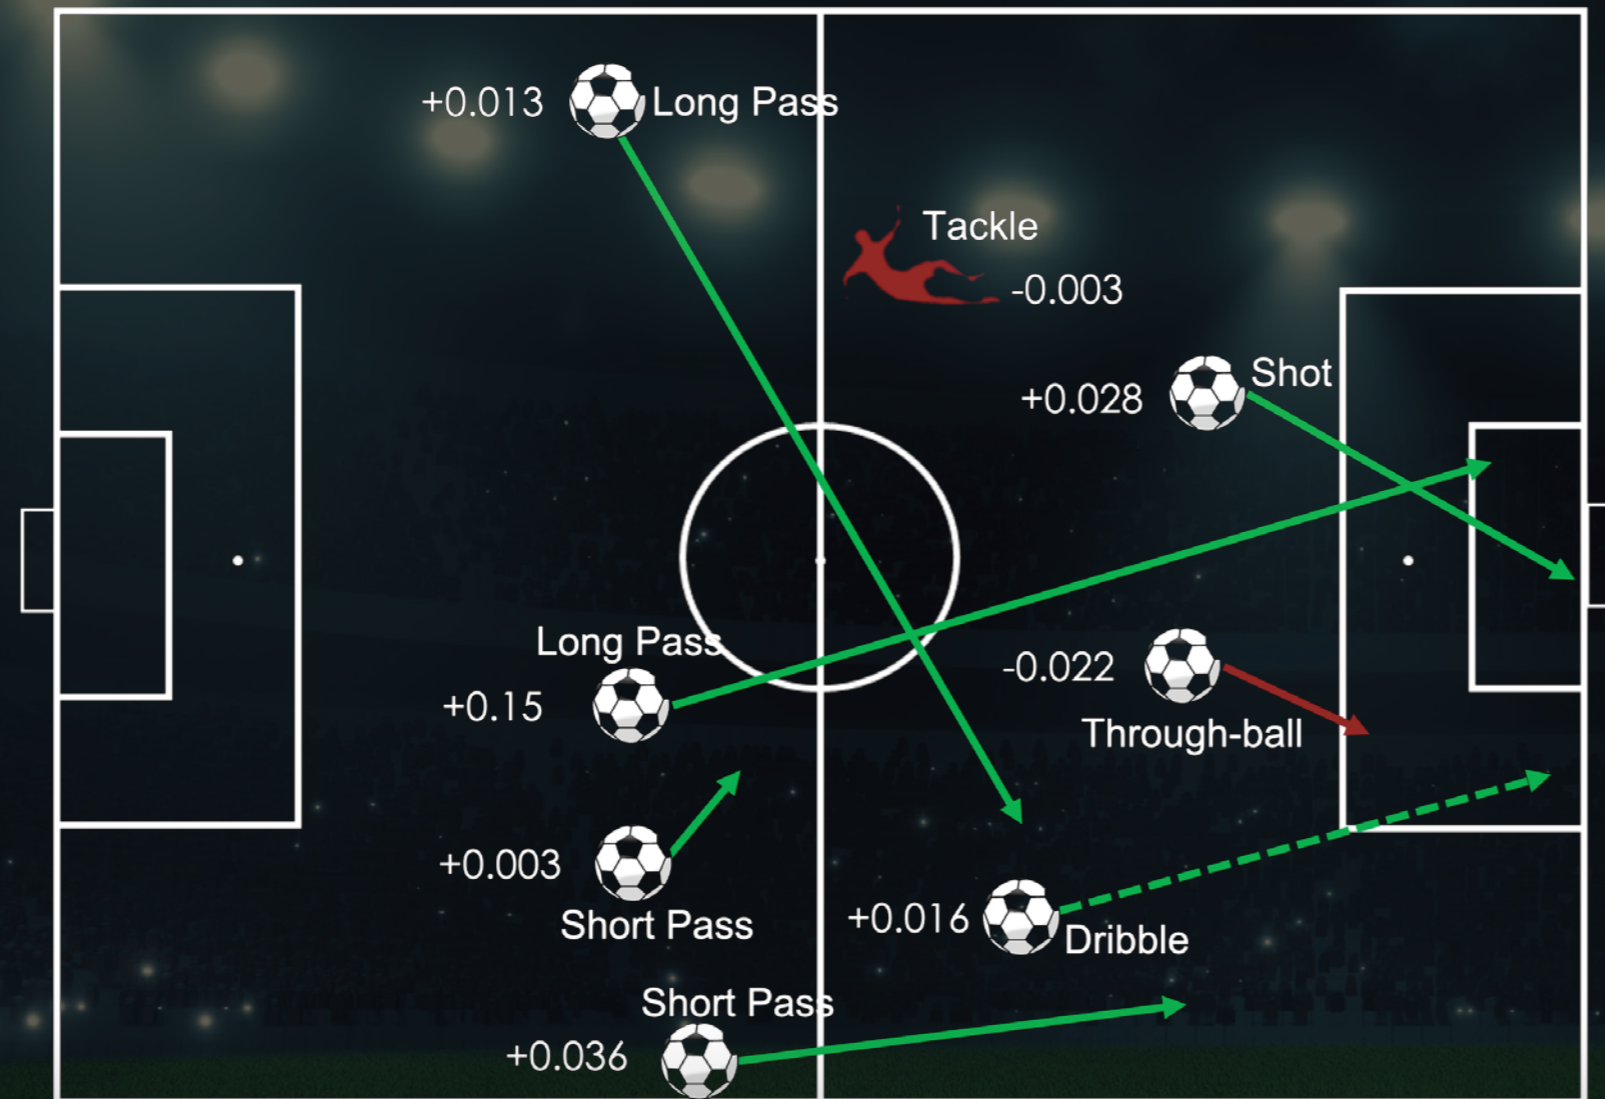 +0.013 Long Pass
Tackle
-0.003
Shot
+0.028
Long Pass
+0.15
-0.022
Through-ball
+0.003
Short Pass
+0.016
Dribble
Short Pass
+0.036